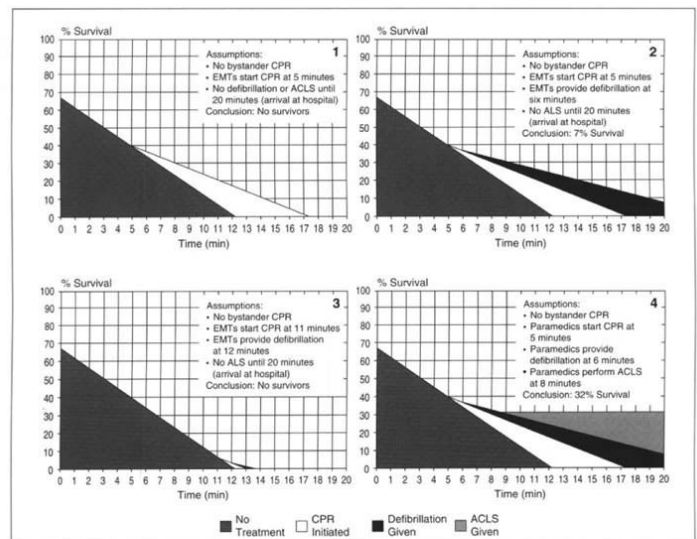 % Survival
1
100
90
80
70
60
50
40
30
20
10
0
Assumptions:
• No bystander CPR
• EMTs start CPR at 5 minutes
• No defibrillation or ACLS until
20 minutes (arrival at hospital)
Conclusion: No survivors
0 1 2 3 4 5 6 7 8 9 10 11 12 13 14 15 16 17 18 19 20
Time (min)
% Survival
2
100
90
80
70
60
50
40
30
20
10
0
Assumptions:
• No bystander CPR
• EMTs start CPR at 5 minutes
• EMTs provide defibrillation at
six minutes
• No ALS until 20 minutes
(arrival at hospital)
Conclusion: 7% Survival
0 1 2 3 4 5 6 7 8 9 10 11 12 13 14 15 16 17 18 19 20
Time (min)
% Survival
3
100
90
80
70
60
50
40
30
20
10
0
Assumptions:
• No bystander CPR
• EMTs start CPR at 11 minutes
• EMTs provide defibrillation
at 12 minutes
• No ALS until 20 minutes
(arrival at hospital)
Conclusion: No survivors
0 1 2 3 4 5 6 7 8 9 10 11 12 13 14 15 16 17 18 19 20
Time (min)
% Survival
4
100
90
80
70
60
50
40
30
20
10
0
Assumptions:
• No bystander CPR
• Paramedics start CPR at
5 minutes
• Paramedics provide
defibrillation at 6 minutes
• Paramedics perform ACLS
at 8 minutes
Conclusion: 32% Survival
0 1 2 3 4 5 6 7 8 9 10 11 12 13 14 15 16 17 18 19 20
Time (min)
No
Treatment
CPR
Initiated
Defibrillation
Given
ACLS
Given